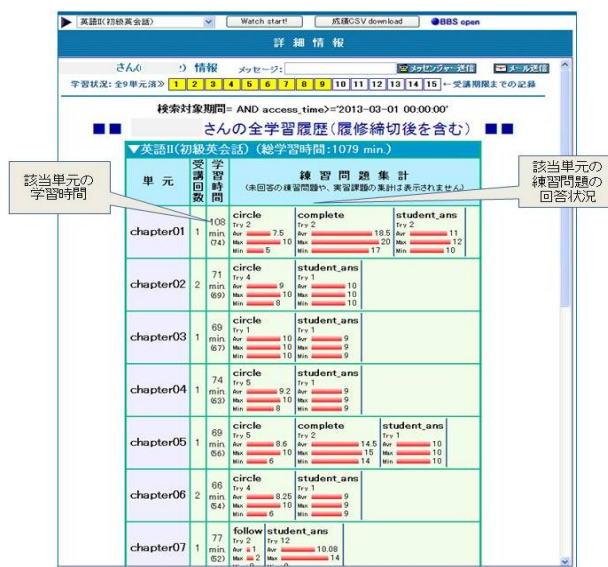 英語II(初級英会話) Watch start! 成績CSV download ●BBS open
詳 細 情 報
さん( ) 情報 メッセージ: メッセンジャー送信 メール送信
学習状況: 全9単元済≫ 1 2 3 4 5 6 7 8 9 10 11 12 13 14 15 ←受講期限までの記録
検索対象期間= AND access_time>='2013-03-01 00:00:00'
■■ さんの全学習履歴(履修締切後を含む) ■■
▼英語II(初級英会話) (総学習時間:1079 min.)
単 元 受講回数 学習時間 練 習 問 題 集 計
(未回答の練習問題や、実習課題の集計は表示されません)
該当単元の
学習時間
該当単元の
練習問題の
回答状況
chapter01 1 108 min. (74)
circle complete student_ans
Try 2 Try 2 Try 2
Avr 7.5 Avr 18.5 Avr 11
Max 10 Max 20 Max 12
Min 5 Min 17 Min 10
chapter02 2 71 min. (69)
circle student_ans
Try 4 Try 1
Avr 9 Avr 10
Max 10 Max 10
Min 8 Min 10
chapter03 1 69 min. (67)
circle student_ans
Try 1 Try 1
Avr 10 Avr 9
Max 10 Max 9
Min 10 Min 9
chapter04 1 74 min. (63)
circle student_ans
Try 5 Try 1
Avr 9.2 Avr 9
Max 10 Max 9
Min 8 Min 9
chapter05 1 69 min. (56)
circle complete student_ans
Try 5 Try 2 Try 1
Avr 8.6 Avr 14.5 Avr 10
Max 10 Max 15 Max 10
Min 6 Min 14 Min 10
chapter06 2 66 min. (54)
circle student_ans
Try 4 Try 1
Avr 8.25 Avr 9
Max 10 Max 9
Min 6 Min 9
chapter07 1 77 min. (52)
follow student_ans
Try 2 Try 12
Avr 1 Avr 10.08
Max 2 Max 14